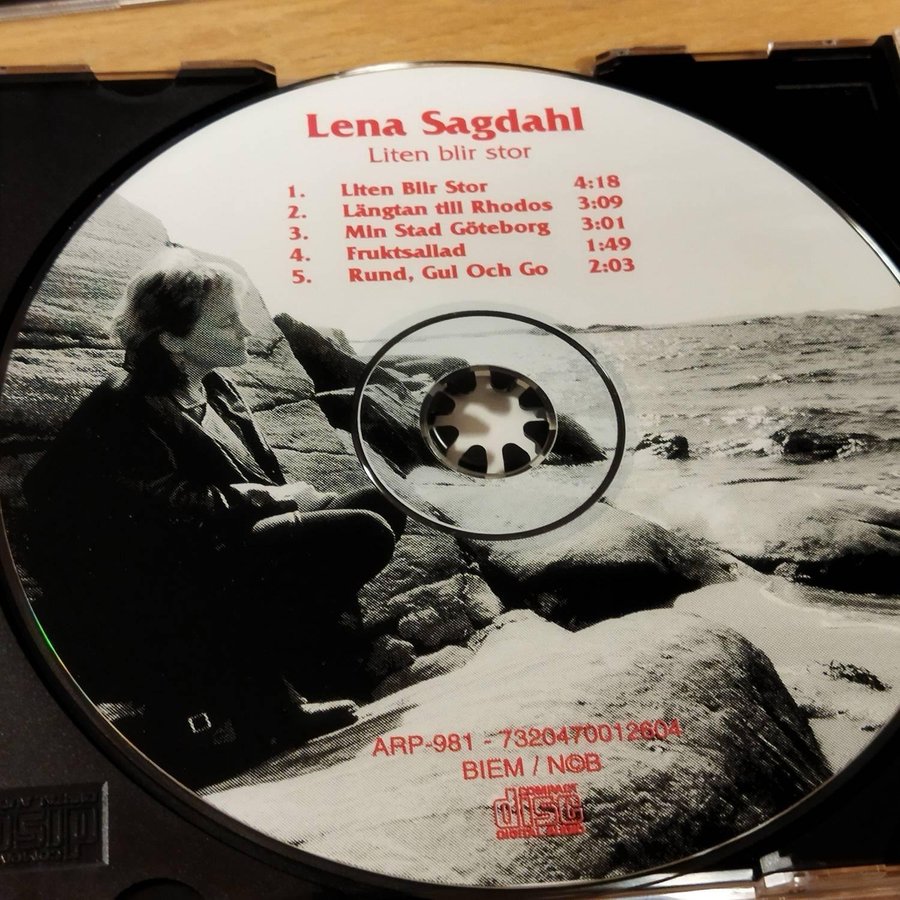 Lena Sagdahl
Liten blir stor
1. Liten Blir Stor 4:18
2. Längtan till Rhodos 3:09
3. Min Stad Göteborg 3:01
4. Fruktsallad 1:49
5. Rund, Gul Och Go 2:03
ARP-981 - 7320470012604
BIEM / N©B
COMPACT
disc
DIGITAL AUDIO